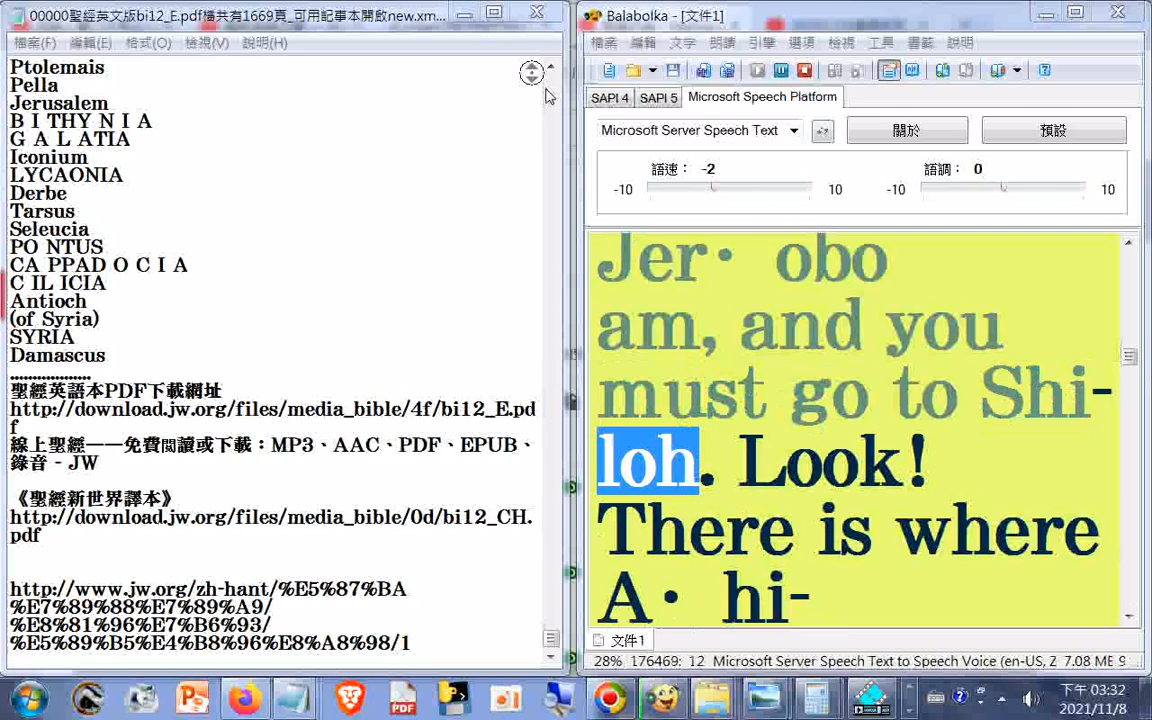 00000聖經英文版bi12_E.pdf檔共有1669頁_可用記事本開啟new.xm...
檔案(F) 編輯(E) 格式(O) 檢視(V) 說明(H)
Ptolemais
Pella
Jerusalem
B I THY N I A
G A L ATIA
Iconium
LYCAONIA
Derbe
Tarsus
Seleucia
PO NTUS
CA PPAD O C I A
C IL ICIA
Antioch
(of Syria)
SYRIA
Damascus
..................
聖經英語本PDF下載網址
http://download.jw.org/files/media_bible/4f/bi12_E.pd
f
線上聖經——免費閱讀或下載：MP3、AAC、PDF、EPUB、
錄音 - JW
《聖經新世界譯本》
http://download.jw.org/files/media_bible/0d/bi12_CH.
pdf
http://www.jw.org/zh-hant/%E5%87%BA
%E7%89%88%E7%89%A9/
%E8%81%96%E7%B6%93/
%E5%89%B5%E4%B8%96%E8%A8%98/1
Balabolka - [文件1]
檔案 編輯 文字 朗讀 引擎 選項 檢視 工具 書籤 說明
SAPI 4 SAPI 5 Microsoft Speech Platform
Microsoft Server Speech Text 關於 預設
語速： -2 語調： 0
-10 10 -10 10
Jer· obo
am, and you
must go to Shi-
loh. Look!
There is where
A· hi-
文件1
28% 176469: 12 Microsoft Server Speech Text to Speech Voice (en-US, Z 7.08 MB 9
PDF
下午 03:32
2021/11/8